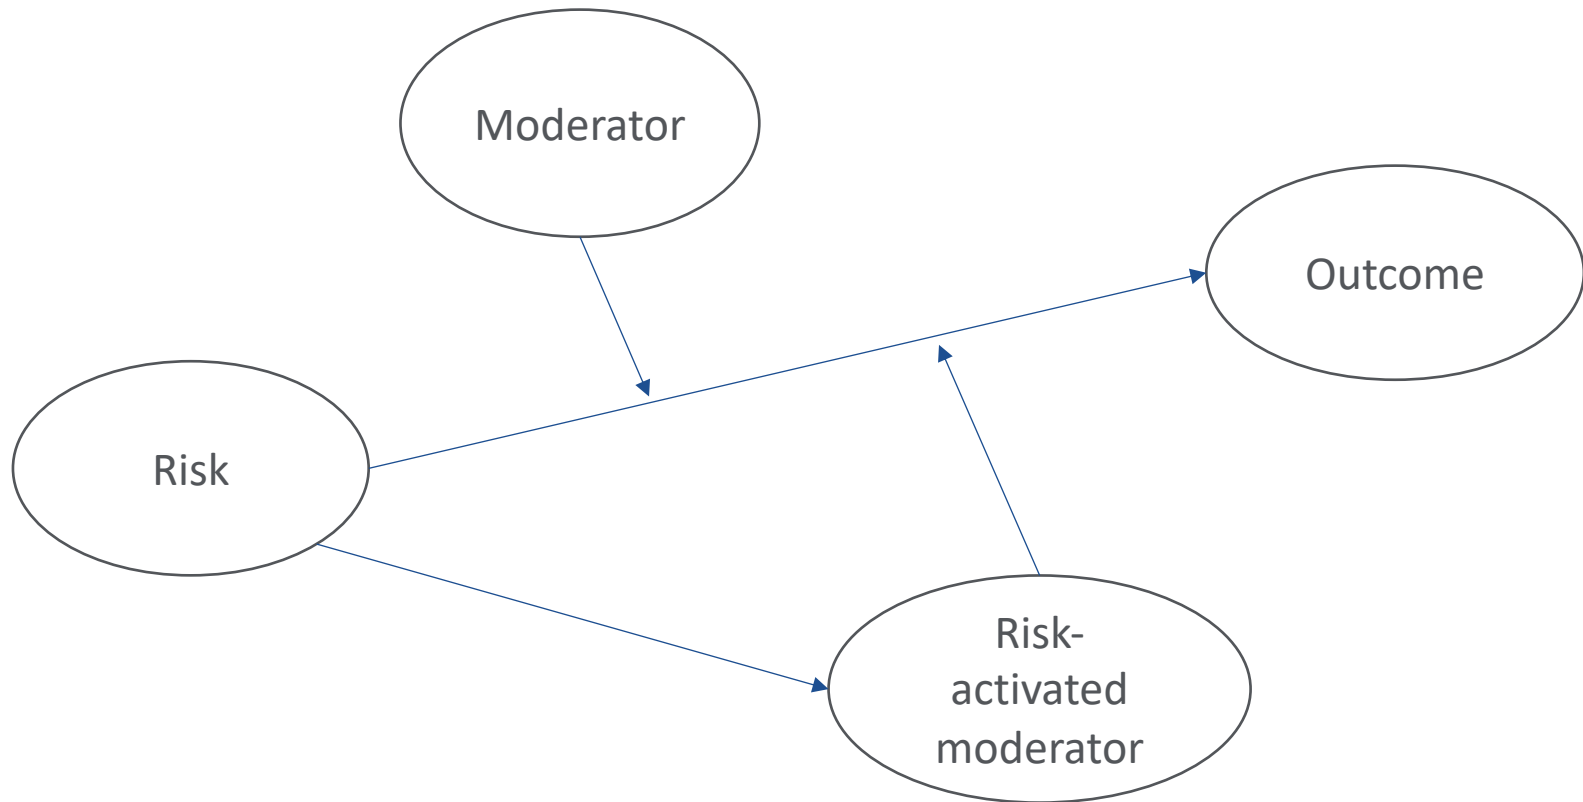 Moderator
Outcome
Risk
Risk-
activated
moderator